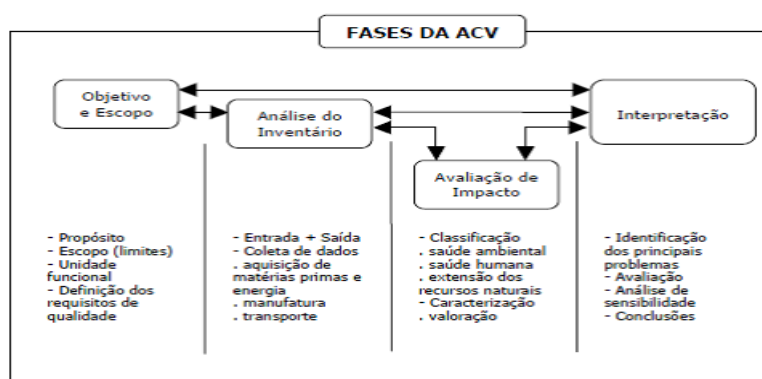 FASES DA ACV
Objetivo
e Escopo
Análise do
Inventário
Avaliação de
Impacto
Interpretação
- Propósito
- Escopo (limites)
- Unidade
funcional
- Definição dos
requisitos de
qualidade
- Entrada + Saída
- Coleta de dados
. aquisição de
matérias primas e
energia
. manufatura
. transporte
- Classificação
. saúde ambiental
. saúde humana
. extensão dos
recursos naturais
- Caracterização
. valoração
- Identificação
dos principais
problemas
- Avaliação
- Análise de
sensibilidade
- Conclusões